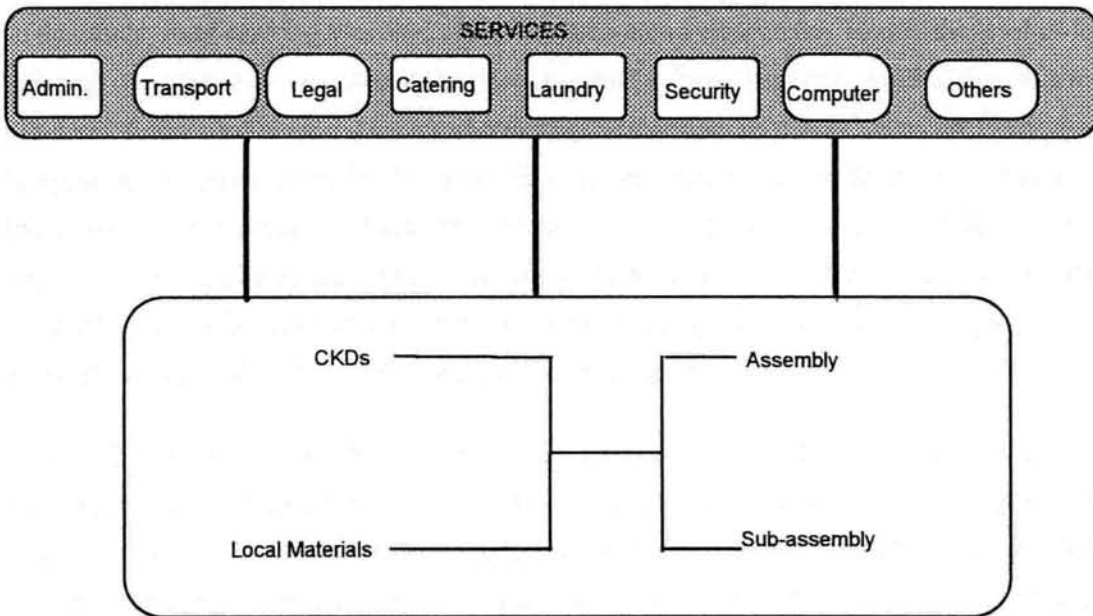 SERVICES
Admin. Transport Legal Catering Laundry Security Computer Others
CKDs Assembly
Local Materials Sub-assembly